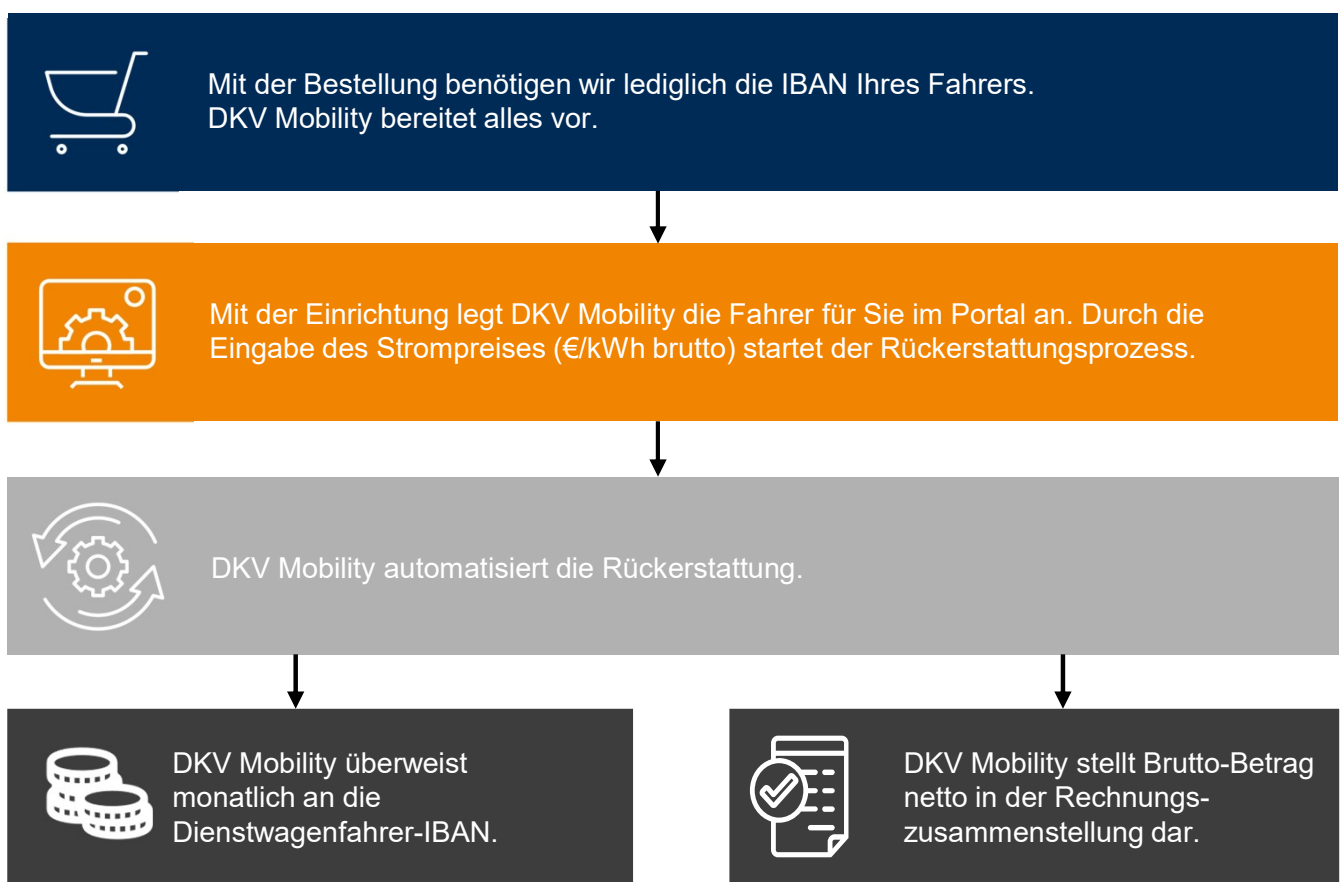 Mit der Bestellung benötigen wir lediglich die IBAN Ihres Fahrers.
DKV Mobility bereitet alles vor.
Mit der Einrichtung legt DKV Mobility die Fahrer für Sie im Portal an. Durch die
Eingabe des Strompreises (€/kWh brutto) startet der Rückerstattungsprozess.
DKV Mobility automatisiert die Rückerstattung.
DKV Mobility überweist
monatlich an die
Dienstwagenfahrer-IBAN.
DKV Mobility stellt Brutto-Betrag
netto in der Rechnungs-
zusammenstellung dar.